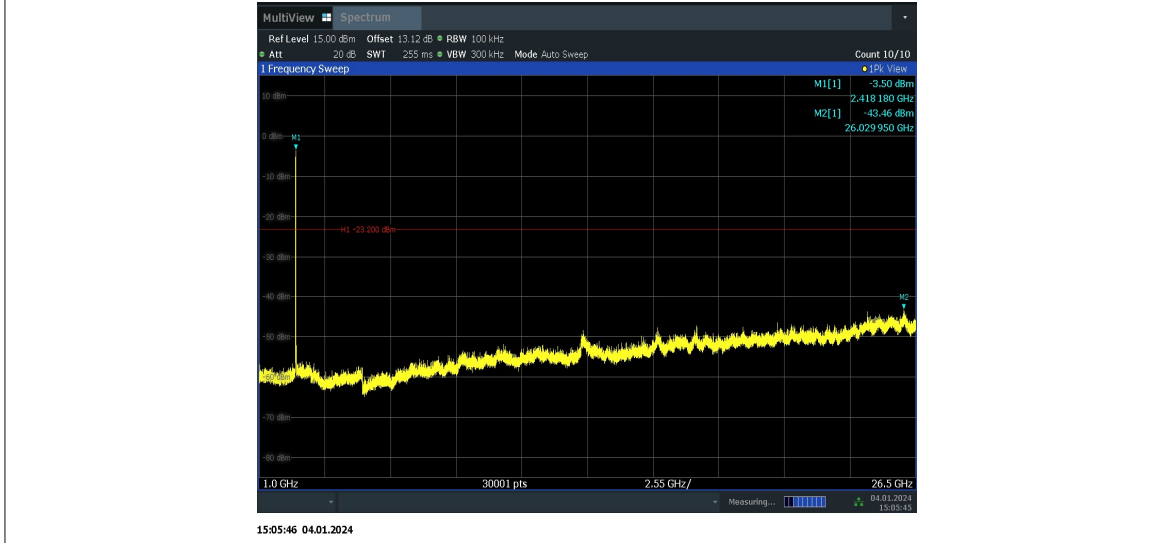 MultiView Spectrum
Ref Level 15.00 dBm Offset 13.12 dB RBW 100 kHz
Att 20 dB SWT 255 ms VBW 300 kHz Mode Auto Sweep Count 10/10
1 Frequency Sweep 1Pk View
M1[1] -3.50 dBm
2.418 180 GHz
M2[1] -43.46 dBm
26.029 950 GHz
10 dBm
0 dBm
M1
-10 dBm
-20 dBm
H1 -23.200 dBm
-30 dBm
-40 dBm
M2
-50 dBm
-60 dBm
-70 dBm
-80 dBm
1.0 GHz 30001 pts 2.55 GHz/ 26.5 GHz
Measuring... 04.01.2024
15:05:45
15:05:46 04.01.2024